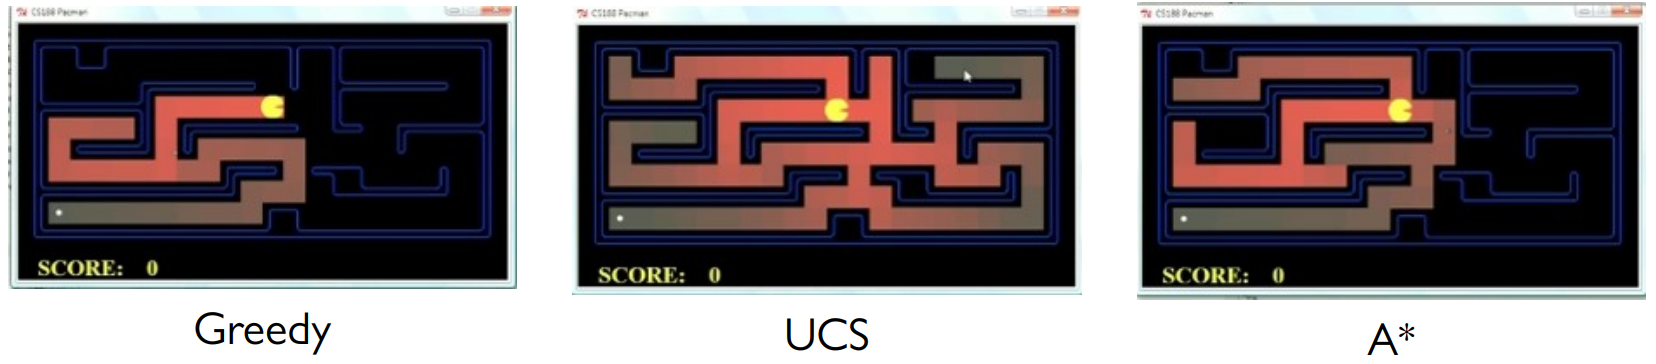 CS188 Pacman
SCORE: 0
Greedy
CS188 Pacman
SCORE: 0
UCS
CS188 Pacman
SCORE: 0
A*